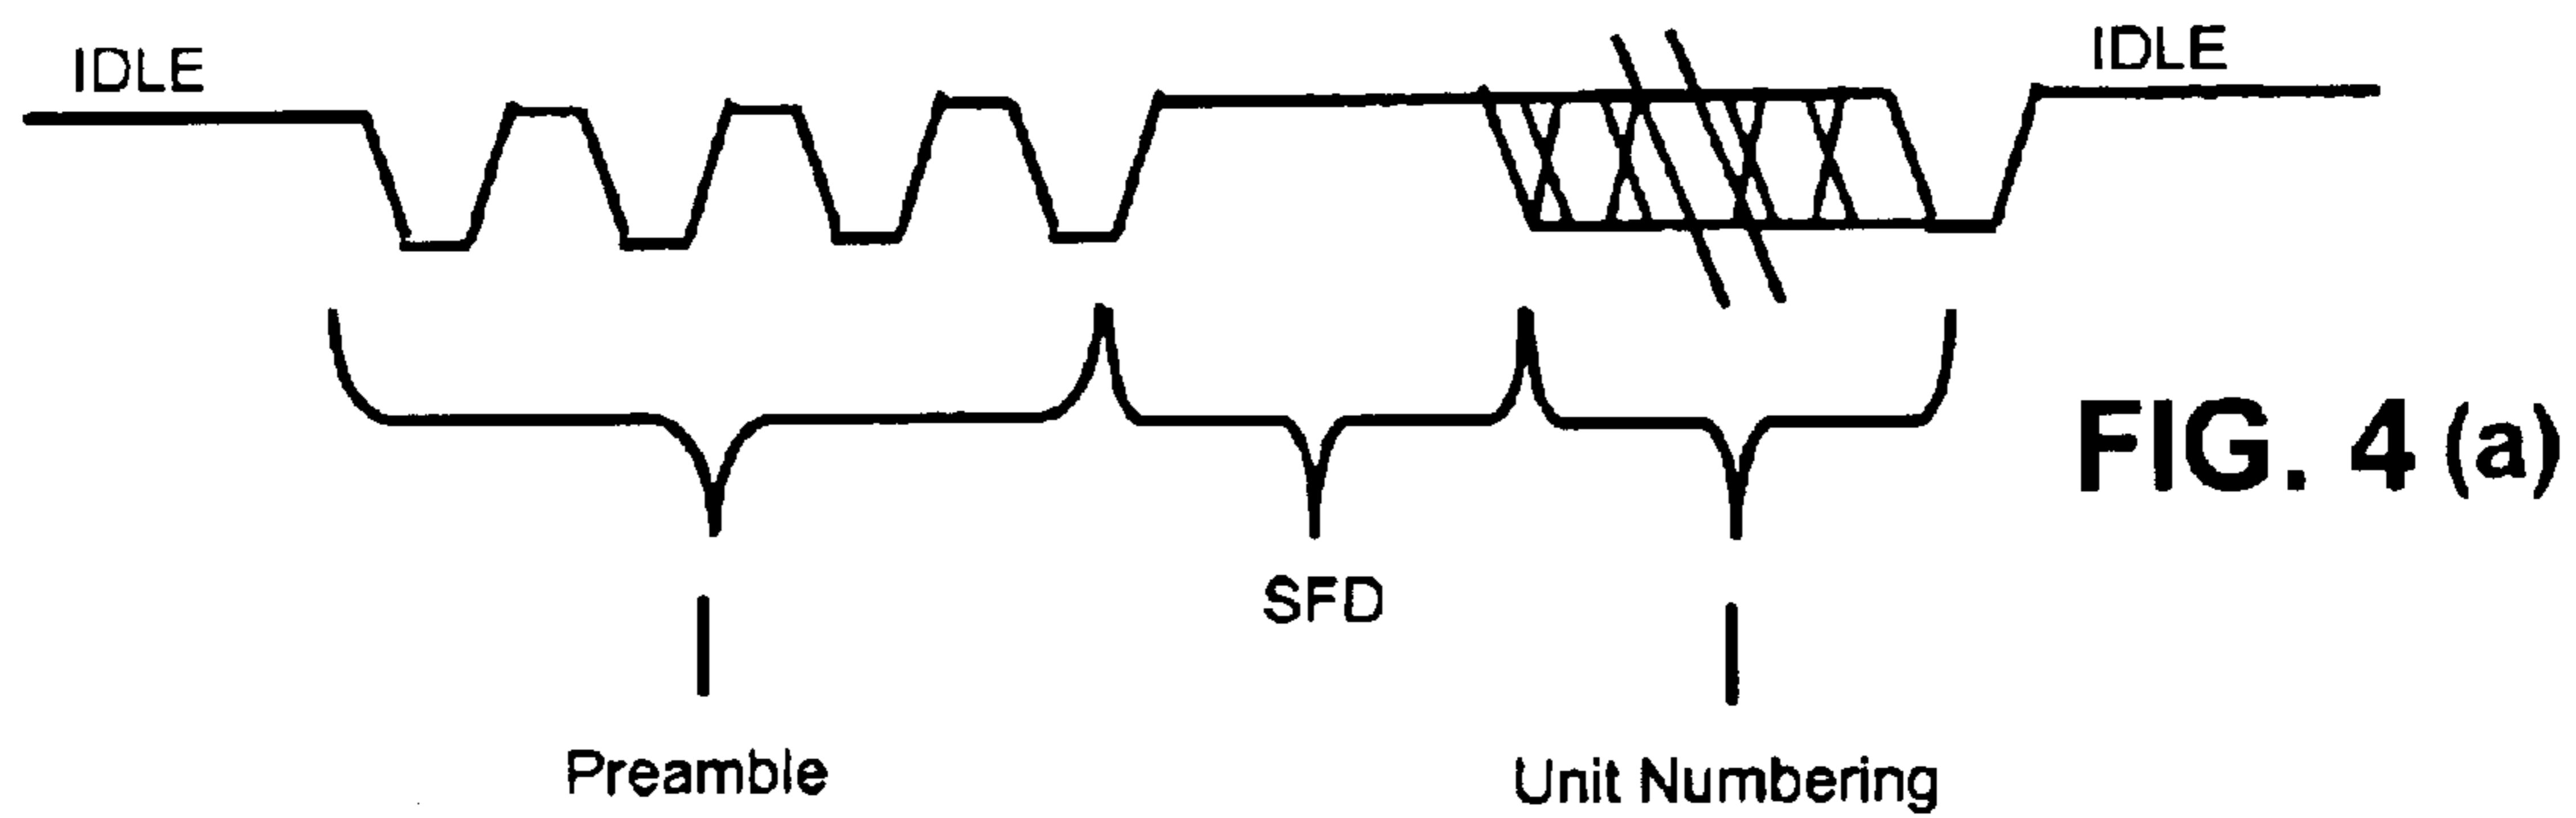 IDLE
IDLE
FIG. 4 (a)
SFD
Preamble
Unit Numbering